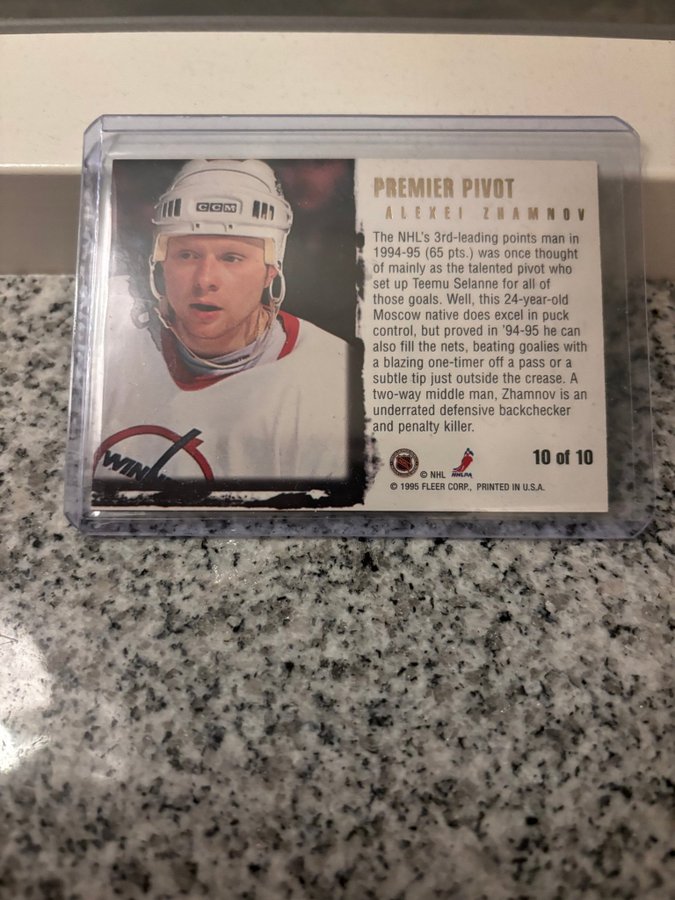 CCM
WINN
PREMIER PIVOT
ALEXEI ZHAMNOV
The NHL's 3rd-leading points man in
1994-95 (65 pts.) was once thought
of mainly as the talented pivot who
set up Teemu Selanne for all of
those goals. Well, this 24-year-old
Moscow native does excel in puck
control, but proved in '94-95 he can
also fill the nets, beating goalies with
a blazing one-timer off a pass or a
subtle tip just outside the crease. A
two-way middle man, Zhamnov is an
underrated defensive backchecker
and penalty killer.
10 of 10
© NHL NHLPA
© 1995 FLEER CORP., PRINTED IN U.S.A.